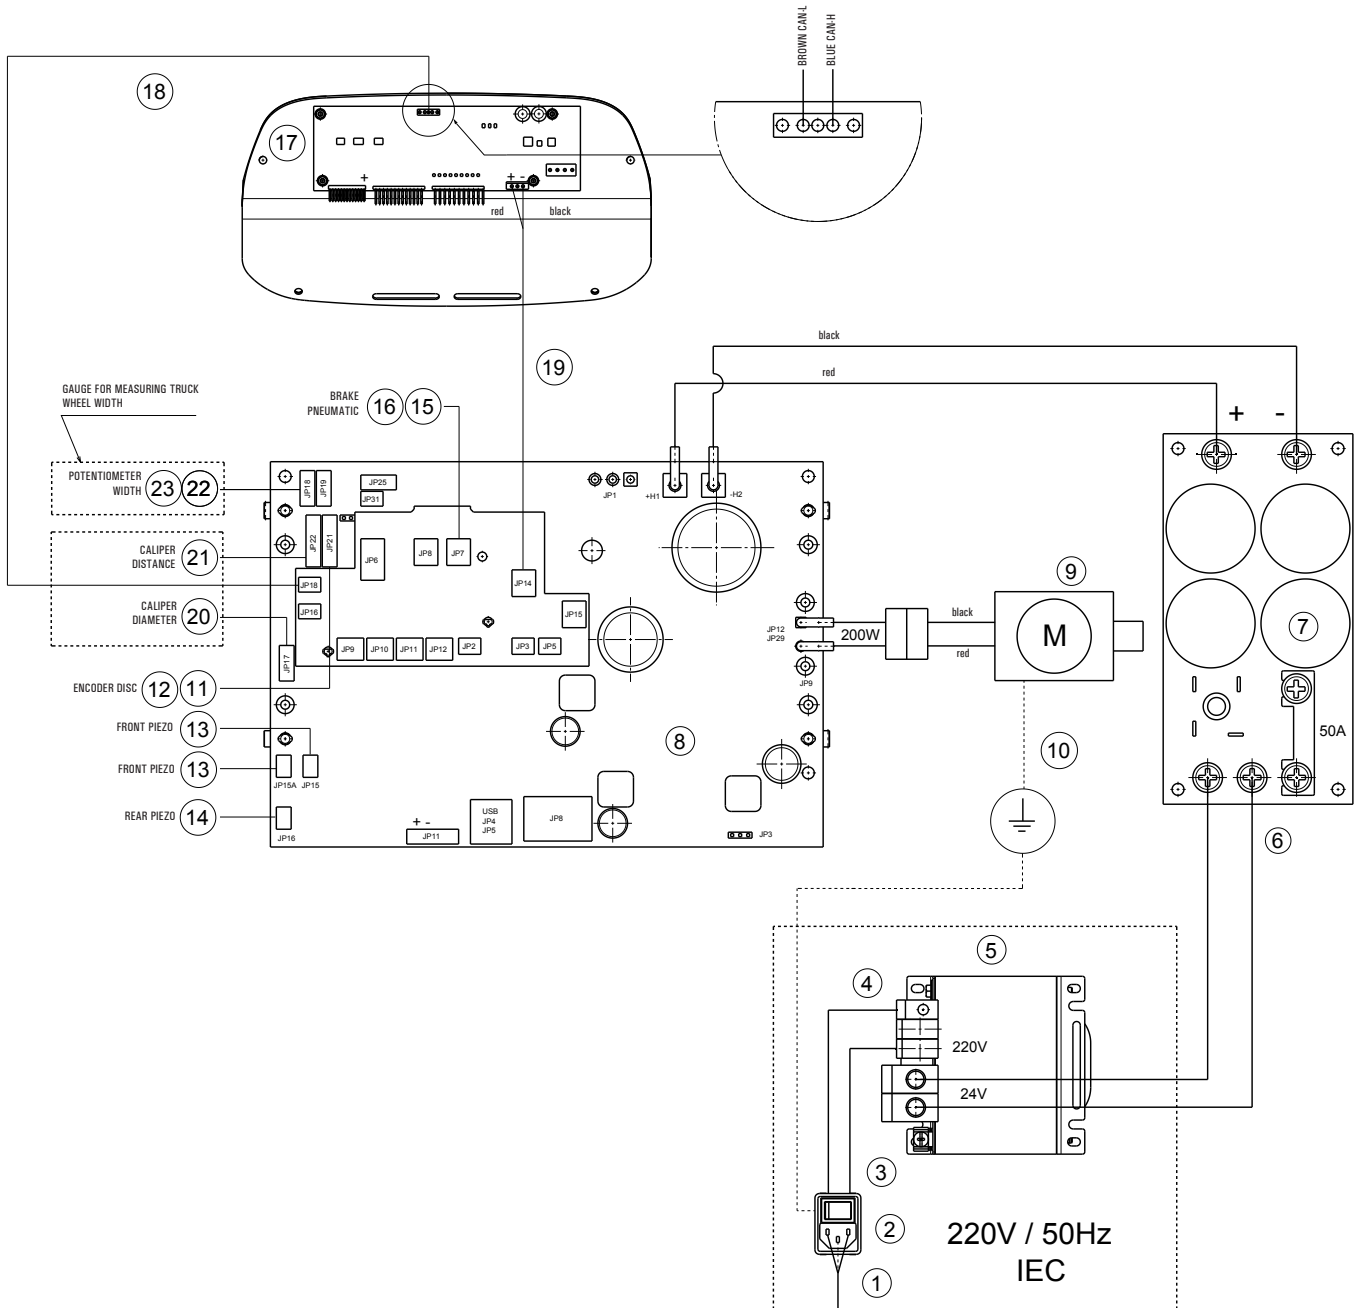 BROWN CAN-L
BLUE CAN-H
18
17
+
+ -
red
black
19
black
red
GAUGE FOR MEASURING TRUCK
WHEEL WIDTH
BRAKE
PNEUMATIC
16
15
+ -
POTENTIOMETER
WIDTH
23
22
JP18
JP19
JP25
JP31
JP1
+H1
-H2
CALIPER
DISTANCE
21
JP22
JP21
JP6
JP8
JP7
JP18
JP14
9
CALIPER
DIAMETER
20
JP16
JP15
JP12
JP29
200W
black
red
M
7
JP17
JP9
JP10
JP11
JP12
JP2
JP3
JP5
JP9
ENCODER DISC
12
11
FRONT PIEZO
13
8
10
50A
FRONT PIEZO
13
JP15A
JP15
REAR PIEZO
14
JP16
+ -
JP11
USB
JP4
JP5
JP8
JP3
6
5
4
220V
24V
3
2
220V / 50Hz
IEC
1